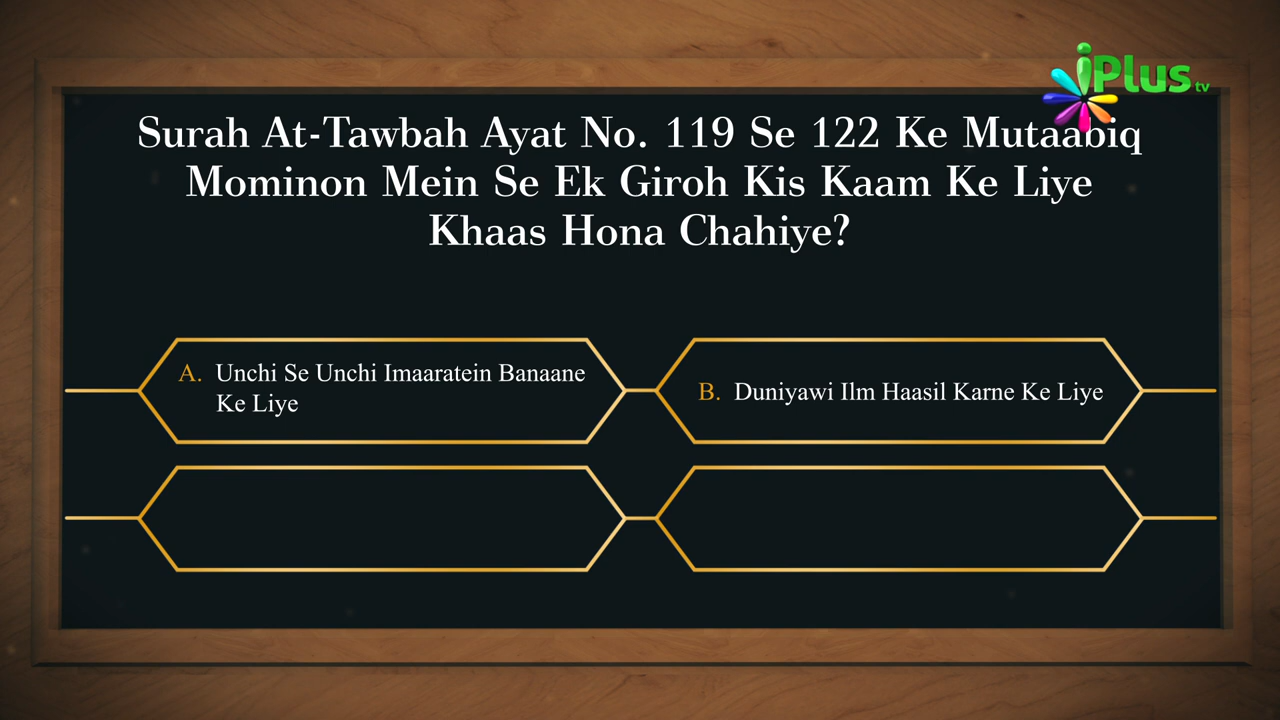 iPlus tv
Surah At-Tawbah Ayat No. 119 Se 122 Ke Mutaabiq
Mominon Mein Se Ek Giroh Kis Kaam Ke Liye
Khaas Hona Chahiye?
A. Unchi Se Unchi Imaaratein Banaane
Ke Liye
B. Duniyawi Ilm Haasil Karne Ke Liye